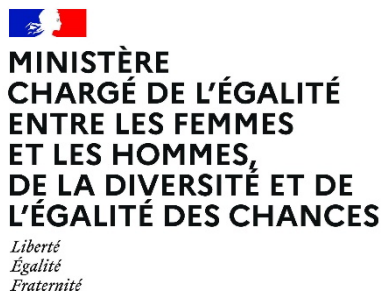 MINISTÈRE
CHARGÉ DE L'ÉGALITÉ
ENTRE LES FEMMES
ET LES HOMMES,
DE LA DIVERSITÉ ET DE
L'ÉGALITÉ DES CHANCES
Liberté
Égalité
Fraternité